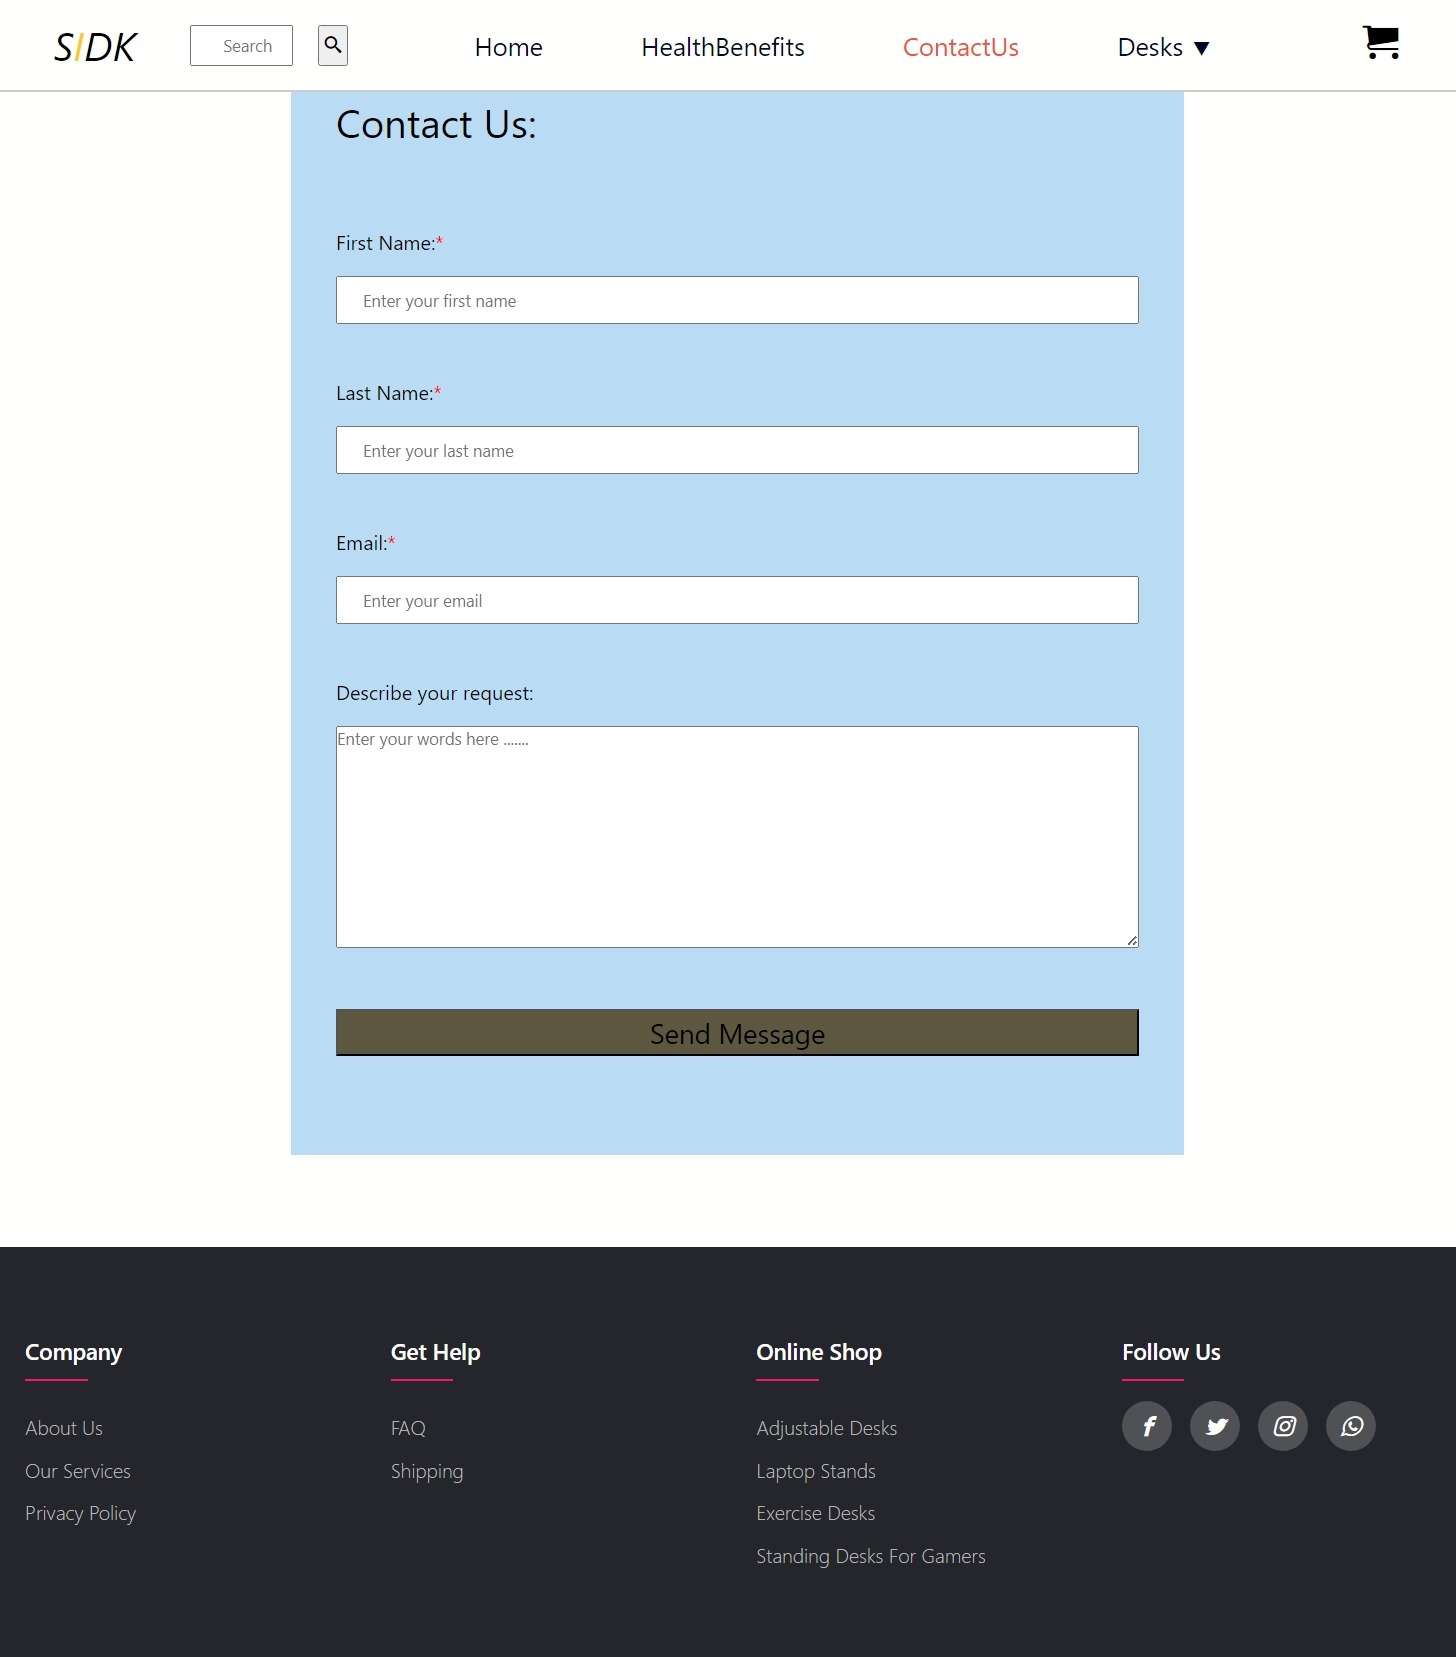 SIDK Search Home HealthBenefits ContactUs Desks ▼
Contact Us:
First Name:*
Enter your first name
Last Name:*
Enter your last name
Email:*
Enter your email
Describe your request:
Enter your words here .......
Send Message
Company
About Us
Our Services
Privacy Policy
Get Help
FAQ
Shipping
Online Shop
Adjustable Desks
Laptop Stands
Exercise Desks
Standing Desks For Gamers
Follow Us